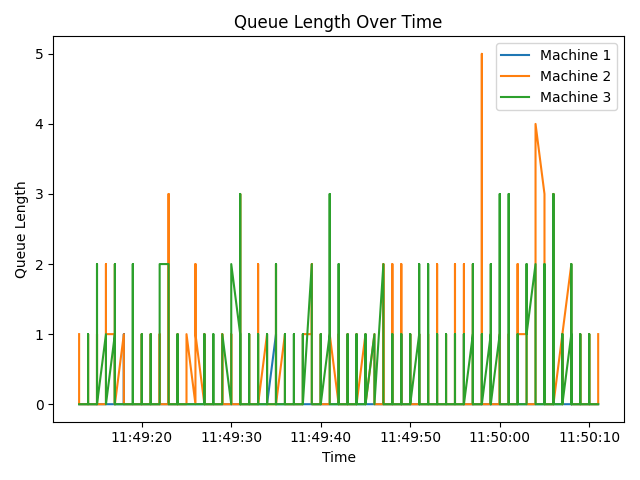 Queue Length Over Time
Machine 1
Machine 2
Machine 3
Queue Length
5
4
3
2
1
0
11:49:20 11:49:30 11:49:40 11:49:50 11:50:00 11:50:10
Time